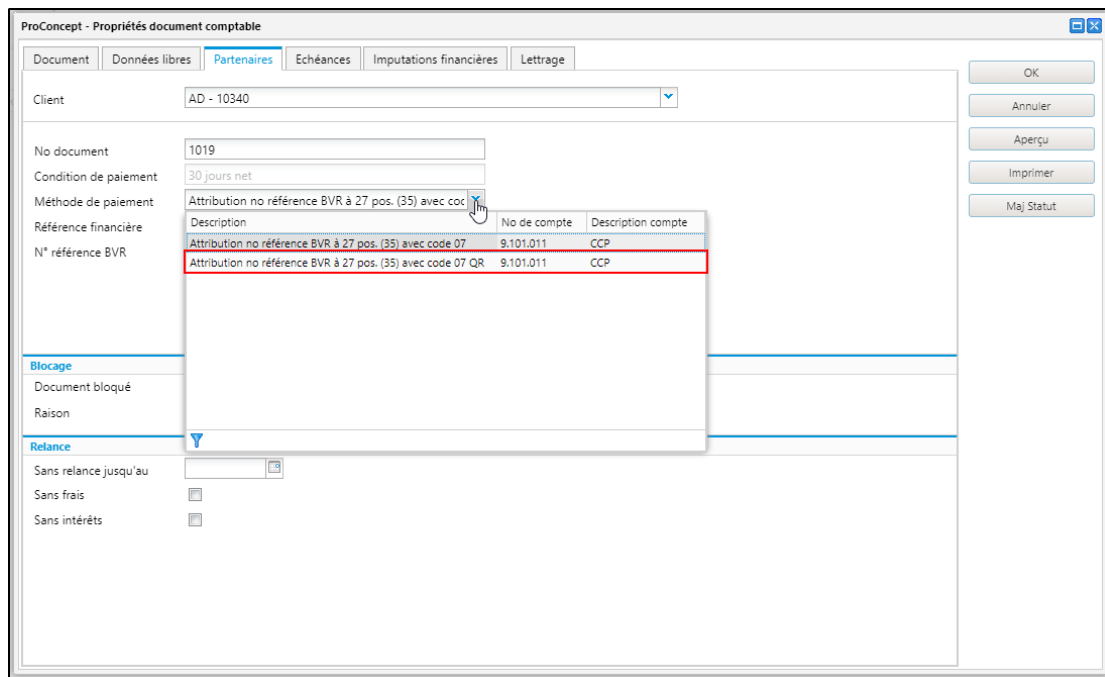 ProConcept - Propriétés document comptable
Document Données libres Partenaires Echéances Imputations financières Lettrage
OK
Client AD - 10340
Annuler
Aperçu
No document 1019
Condition de paiement 30 jours net
Imprimer
Méthode de paiement Attribution no référence BVR à 27 pos. (35) avec coc
Maj Statut
Référence financière
Description No de compte Description compte
Attribution no référence BVR à 27 pos. (35) avec code 07 9.101.011 CCP
N° référence BVR
Attribution no référence BVR à 27 pos. (35) avec code 07 QR 9.101.011 CCP
Blocage
Document bloqué
Raison
Relance
Sans relance jusqu'au
Sans frais
Sans intérêts